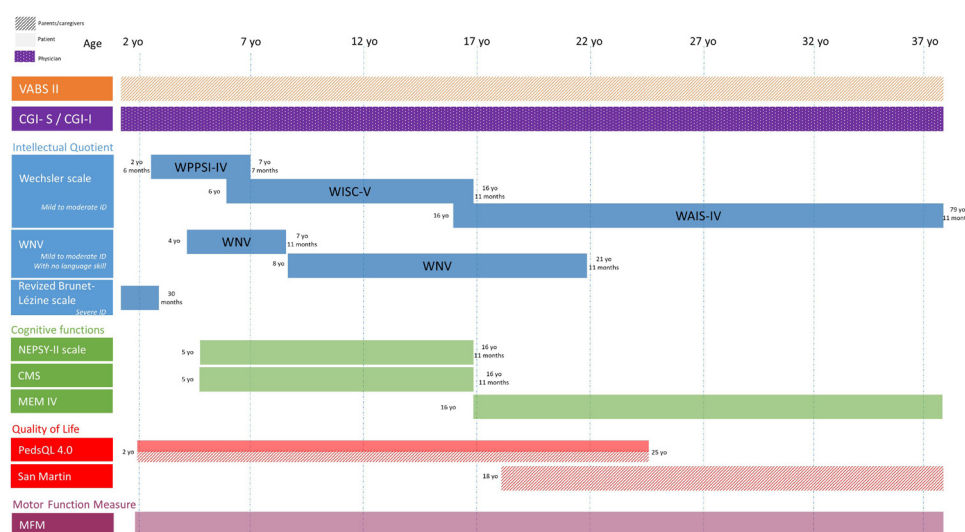 Parents/caregivers
Patient
Physician
Age 2 yo 7 yo 12 yo 17 yo 22 yo 27 yo 32 yo 37 yo
VABS II
CGI- S / CGI-I
Intellectual Quotient
Wechsler scale
Mild to moderate ID
2 yo
6 months
WPPSI-IV
7 yo
7 months
6 yo
WISC-V
16 yo
11 months
16 yo
WAIS-IV
79 yo
11 mont
WNV
Mild to moderate ID
With no language skill
4 yo
WNV
7 yo
11 months
8 yo
WNV
21 yo
11 months
Revized Brunet-
Lézine scale
Severe ID
30
months
Cognitive functions
NEPSY-II scale
5 yo
16 yo
11 months
CMS
5 yo
16 yo
11 months
MEM IV
16 yo
Quality of Life
PedsQL 4.0
2 yo
25 yo
San Martin
18 yo
Motor Function Measure
MFM